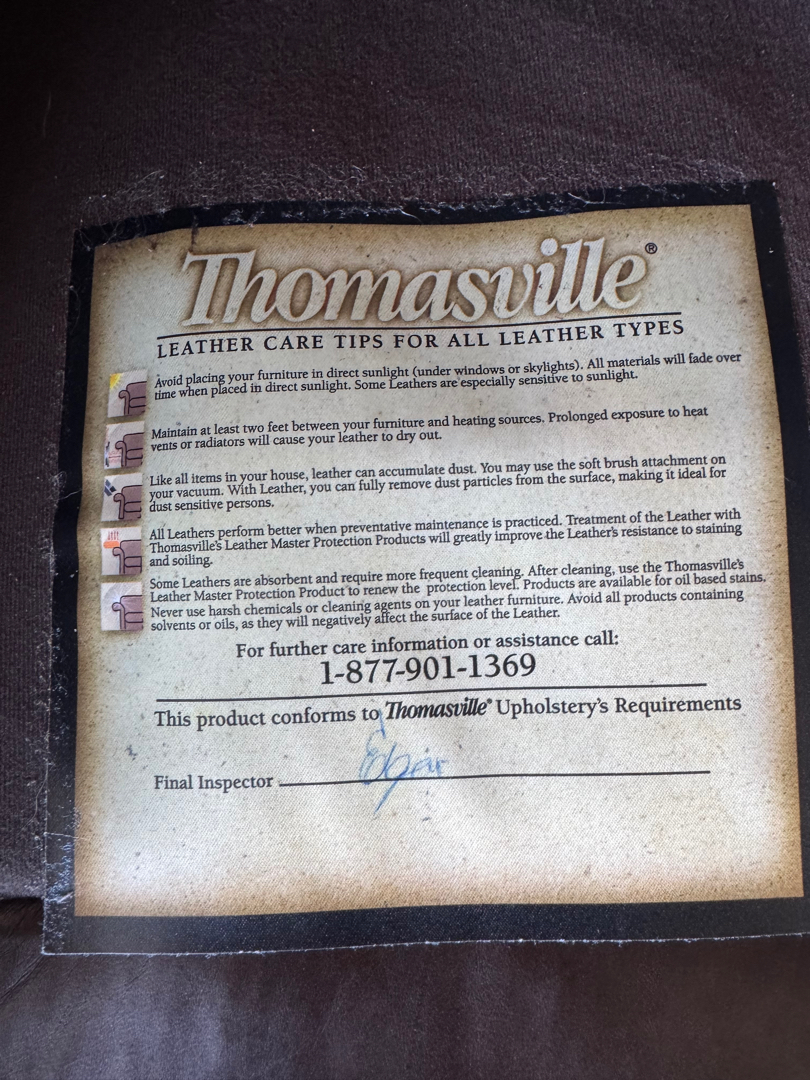 Thomasville®
LEATHER CARE TIPS FOR ALL LEATHER TYPES
Avoid placing your furniture in direct sunlight (under windows or skylights). All materials will fade over
time when placed in direct sunlight. Some Leathers are especially sensitive to sunlight.
Maintain at least two feet between your furniture and heating sources. Prolonged exposure to heat
vents or radiators will cause your leather to dry out.
Like all items in your house, leather can accumulate dust. You may use the soft brush attachment on
your vacuum. With Leather, you can fully remove dust particles from the surface, making it ideal for
dust sensitive persons.
All Leathers perform better when preventative maintenance is practiced. Treatment of the Leather with
Thomasville's Leather Master Protection Products will greatly improve the Leather's resistance to staining
and soiling.
Some Leathers are absorbent and require more frequent cleaning. After cleaning, use the Thomasville's
Leather Master Protection Product to renew the protection level. Products are available for oil based stains.
Never use harsh chemicals or cleaning agents on your leather furniture. Avoid all products containing
solvents or oils, as they will negatively affect the surface of the Leather.
For further care information or assistance call:
1-877-901-1369
This product conforms to Thomasville® Upholstery's Requirements
Final Inspector